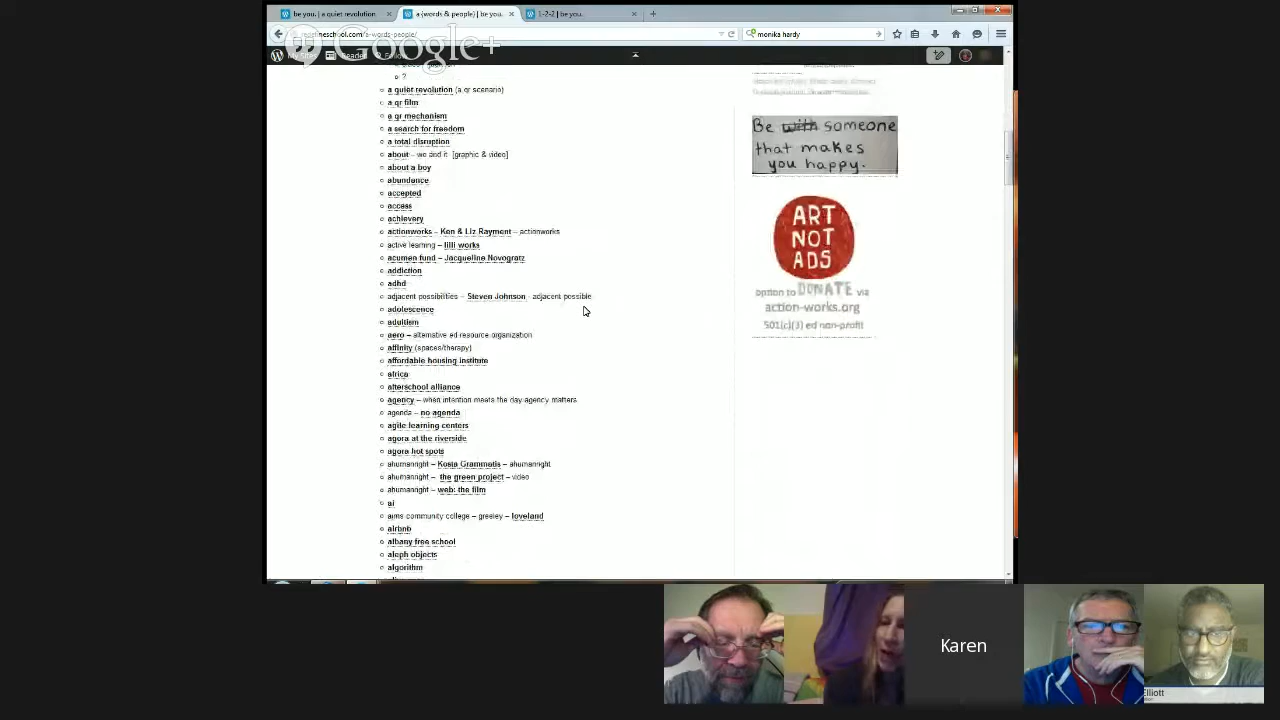 be you. | a quiet revolution
a {words & people} | be you.
1-2-2 | be you.
Google+
monika hardy
?
a quiet revolution (a qr scenario)
a qr film
a qr mechanism
a search for freedom
a total disruption
about – wo and it [graphic & video]
about a boy
abundance
accepted
access
achievery
actionworks – Ken & Liz Rayment – actionworks
active learning – lilli works
acumen fund – Jacqueline Novogratz
addiction
adhd
adjacent possibilities – Steven Johnson - adjacent possible
adolescence
adultism
aero – alternative ed resource organization
affinity (spaces/therapy)
affordable housing institute
africa
afterschool alliance
agency – when intention meets the day agency matters
agenda – no agenda
agile learning centers
agora at the riverside
agora hot spots
ahumanright – Kosta Grammatis – ahumanright
ahumanright – the green project – video
ahumanright – web: the film
ai
aims community college – greeley – loveland
airbnb
albany free school
aleph objects
algorithm
Be with someone
that makes
you happy.
ART
NOT
ADS
option to DONATE via
action-works.org
501(c)(3) ed non-profit
Karen
Elliott